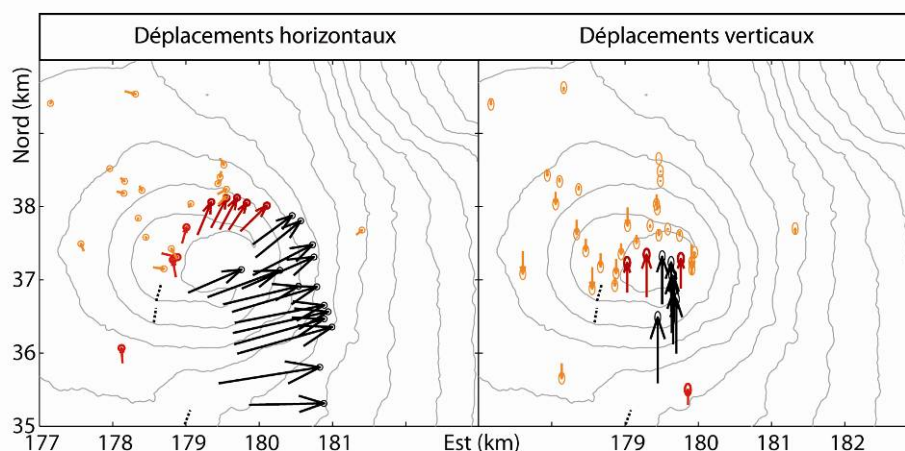 Déplacements horizontaux
Déplacements verticaux
Nord (km)
38
37
36
35
177 178 179 180 181 Est (km) 179 180 181 182